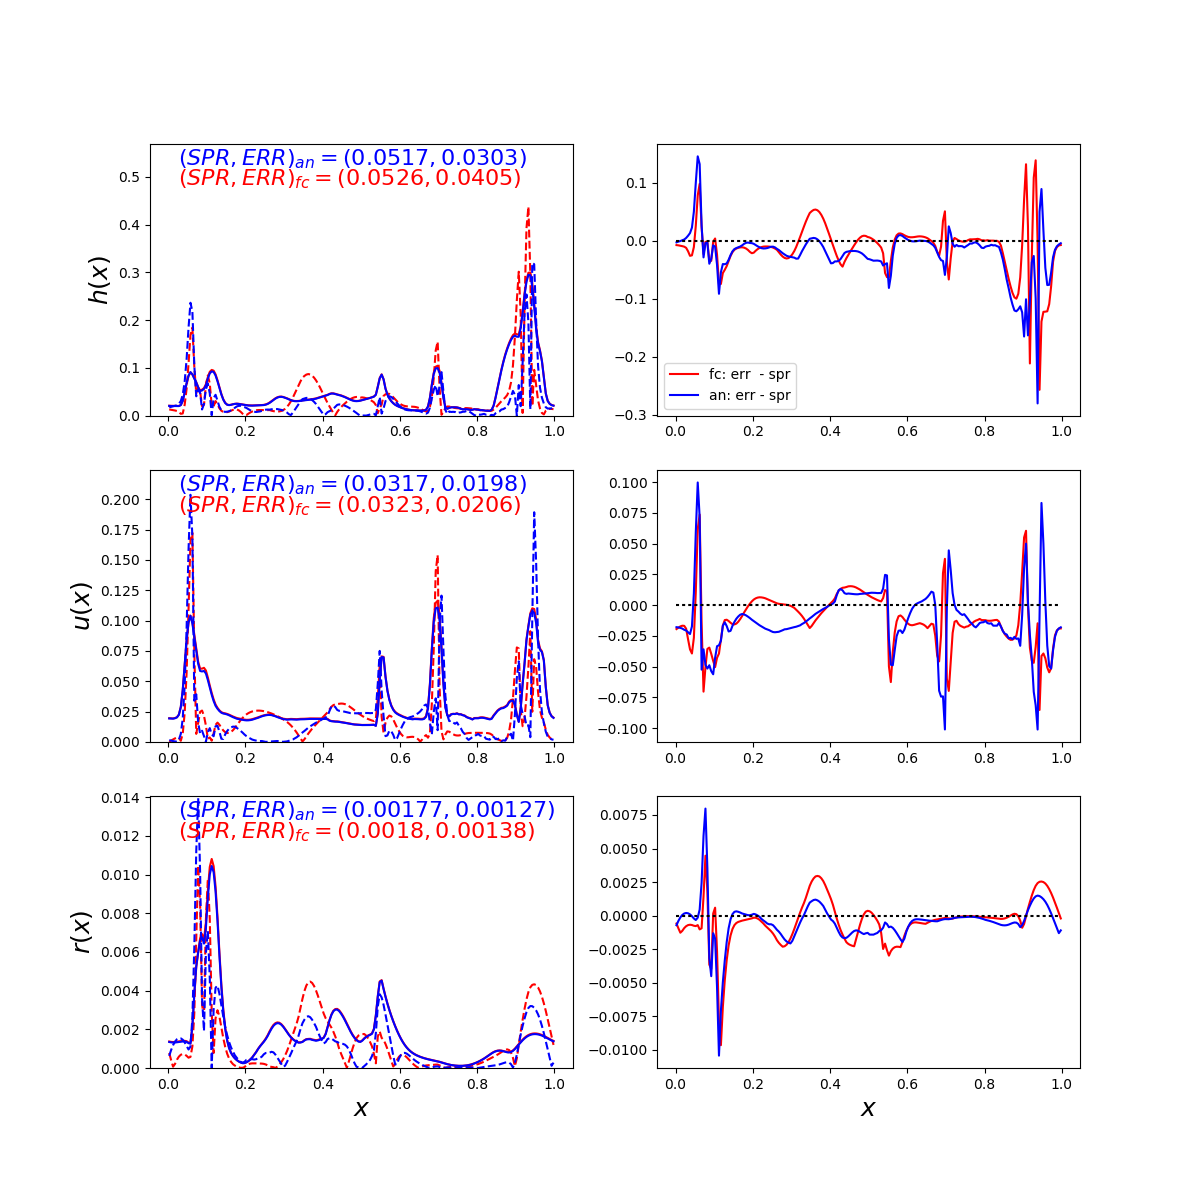 (SPR, ERR)an = (0.0517, 0.0303)
(SPR, ERR)fc = (0.0526, 0.0405)
h(x)
0.5
0.4
0.3
0.2
0.1
0.0
0.0 0.2 0.4 0.6 0.8 1.0
0.1
0.0
−0.1
−0.2
−0.3
fc: err - spr
an: err - spr
0.0 0.2 0.4 0.6 0.8 1.0
(SPR, ERR)an = (0.0317, 0.0198)
(SPR, ERR)fc = (0.0323, 0.0206)
u(x)
0.200
0.175
0.150
0.125
0.100
0.075
0.050
0.025
0.000
0.0 0.2 0.4 0.6 0.8 1.0
0.100
0.075
0.050
0.025
0.000
−0.025
−0.050
−0.075
−0.100
0.0 0.2 0.4 0.6 0.8 1.0
(SPR, ERR)an = (0.00177, 0.00127)
(SPR, ERR)fc = (0.0018, 0.00138)
r(x)
0.014
0.012
0.010
0.008
0.006
0.004
0.002
0.000
0.0 0.2 0.4 0.6 0.8 1.0
x
0.0075
0.0050
0.0025
0.0000
−0.0025
−0.0050
−0.0075
−0.0100
0.0 0.2 0.4 0.6 0.8 1.0
x